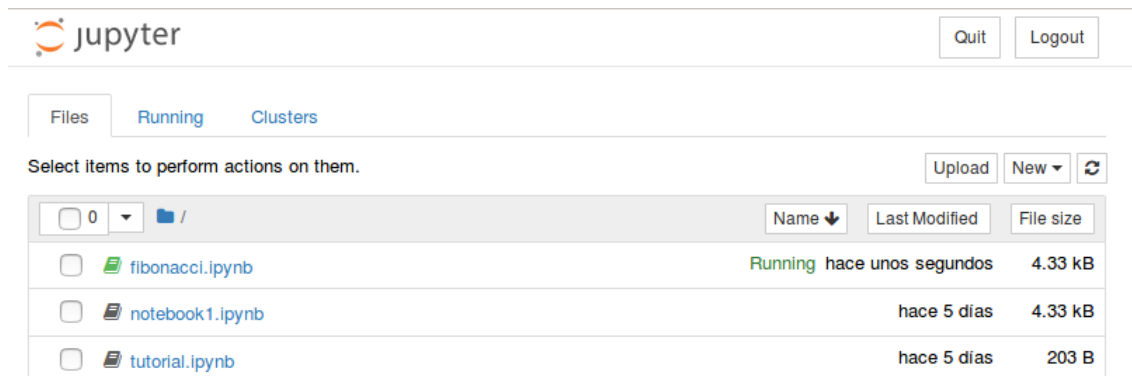 jupyter Quit Logout
Files Running Clusters
Select items to perform actions on them. Upload New
0 / Name Last Modified File size
fibonacci.ipynb Running hace unos segundos 4.33 kB
notebook1.ipynb hace 5 días 4.33 kB
tutorial.ipynb hace 5 días 203 B